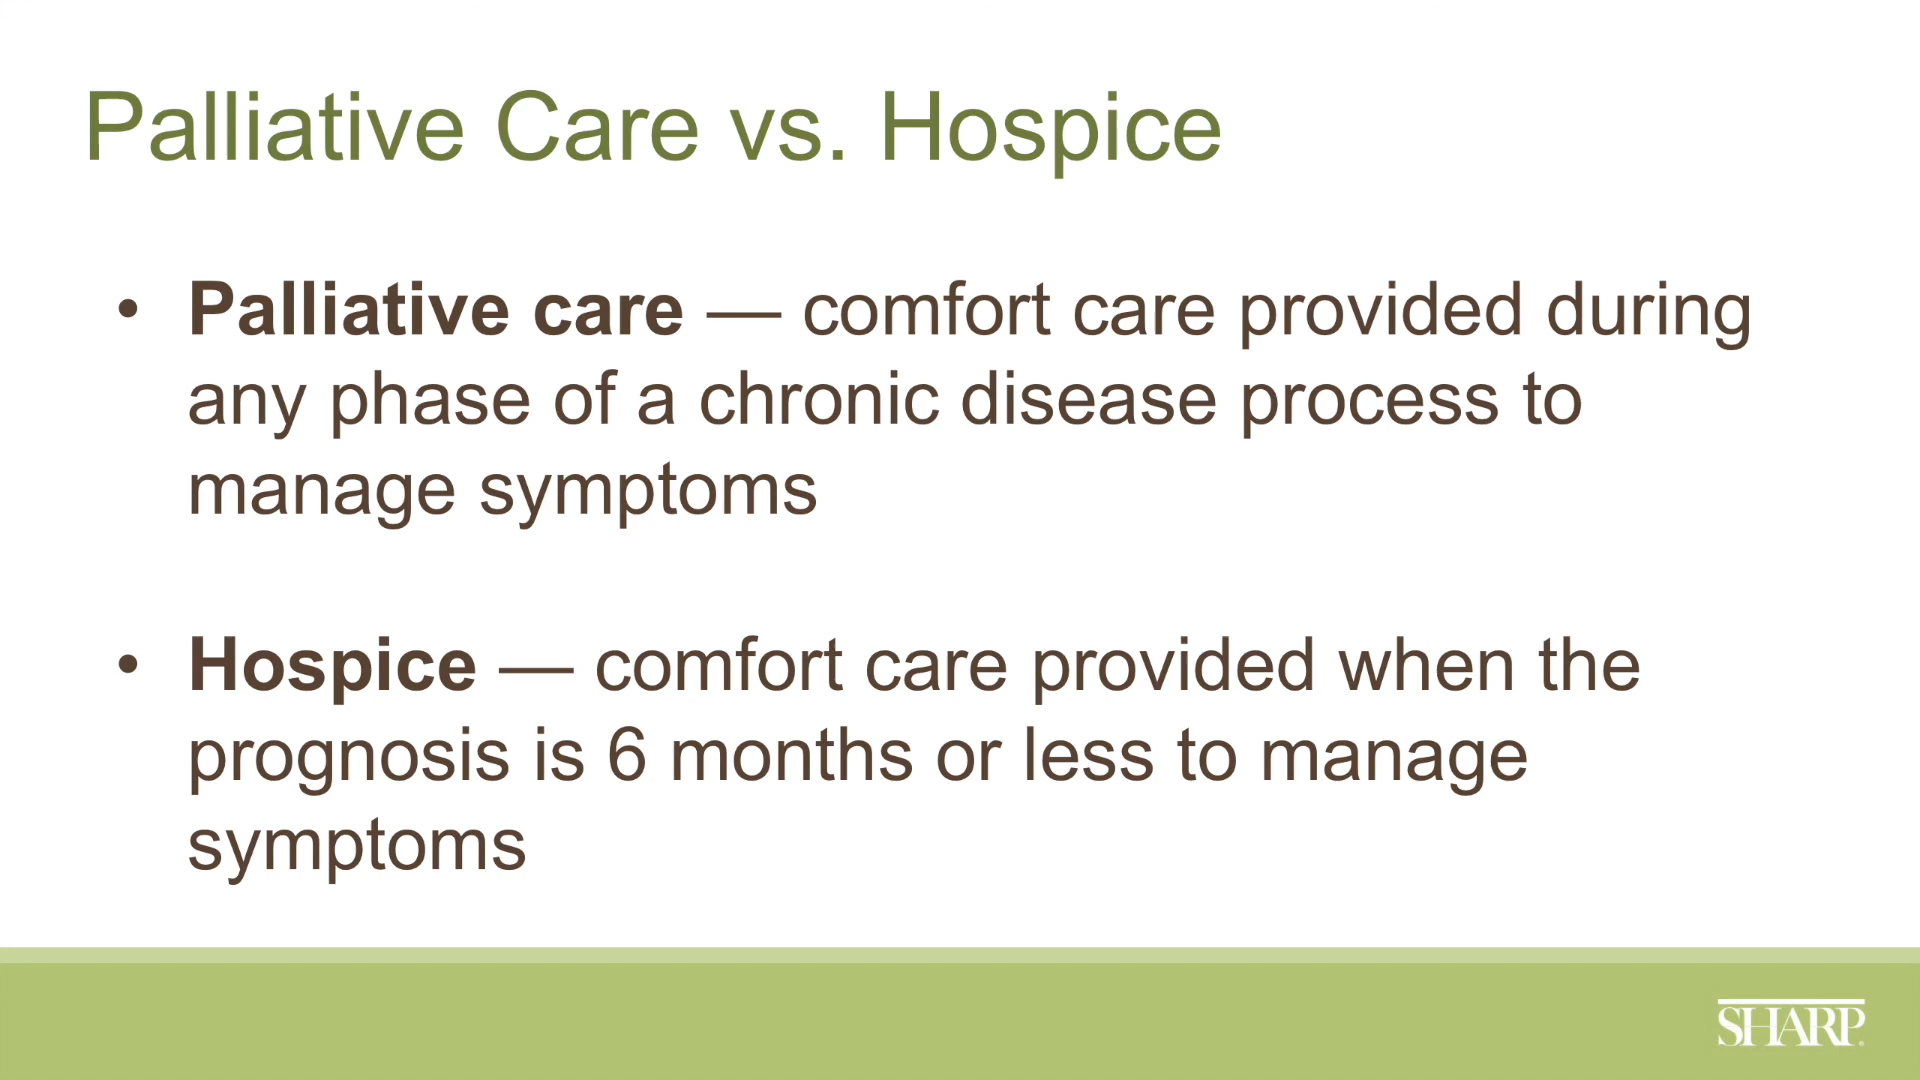 Palliative Care vs. Hospice
• Palliative care — comfort care provided during
any phase of a chronic disease process to
manage symptoms
• Hospice — comfort care provided when the
prognosis is 6 months or less to manage
symptoms
SHARP®